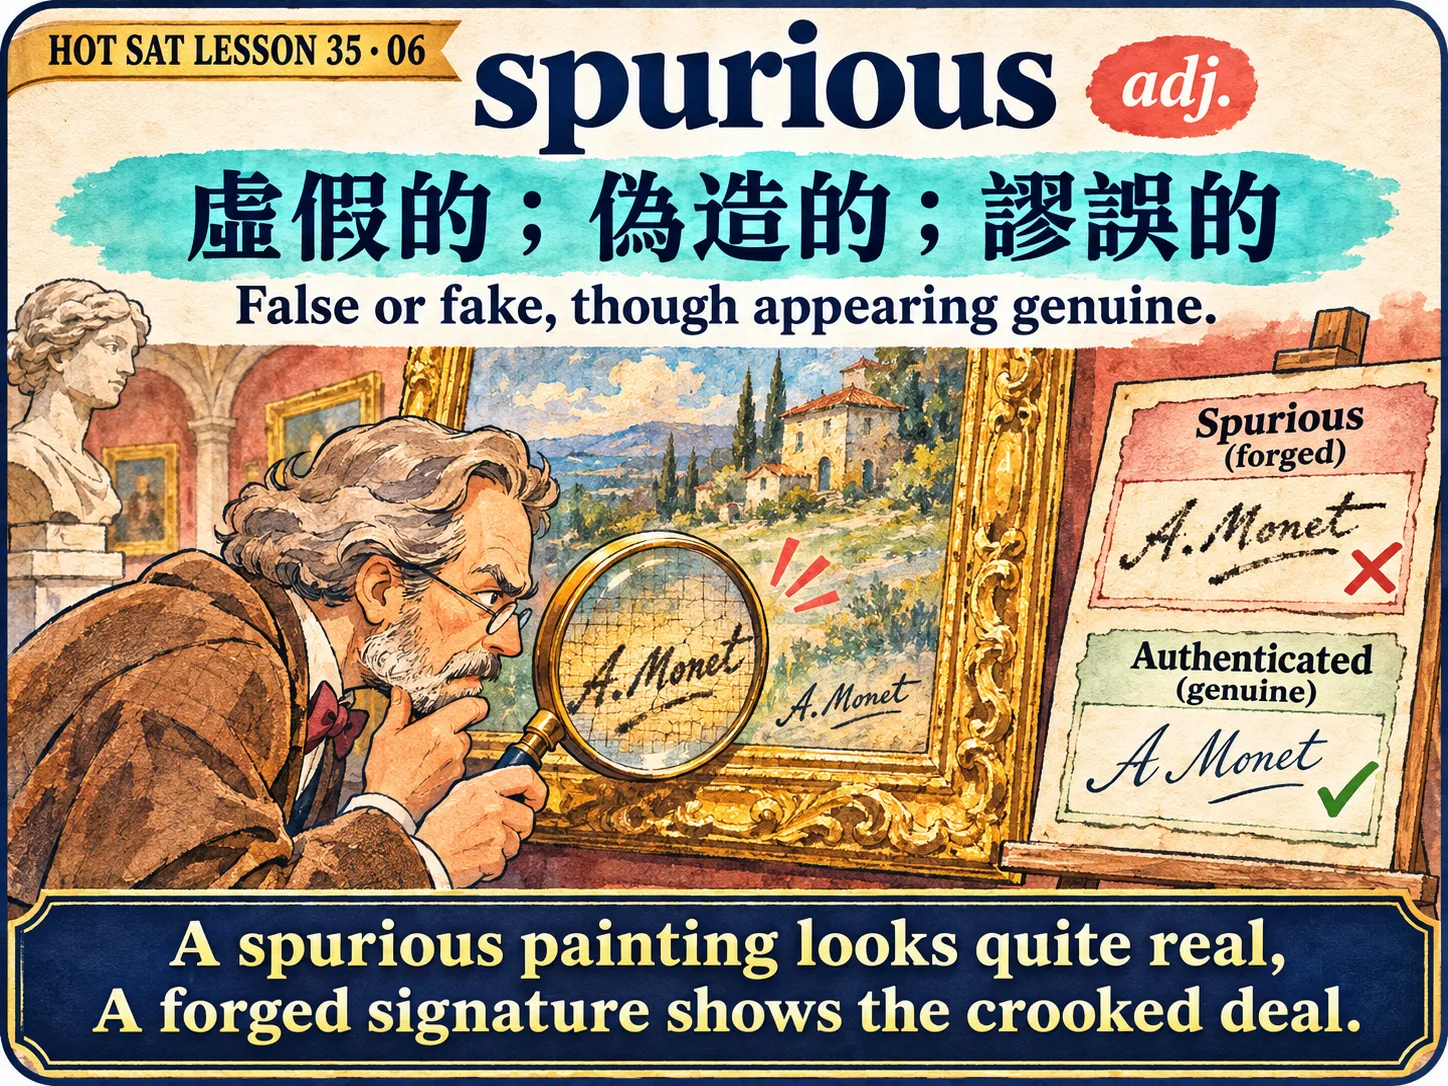 HOT SAT LESSON 35 · 06
spurious adj.
虛假的；偽造的；謬誤的
False or fake, though appearing genuine.
Spurious
(forged)
A. Monet
A. Monet
A. Monet
Authenticated
(genuine)
A Monet
A spurious painting looks quite real,
A forged signature shows the crooked deal.